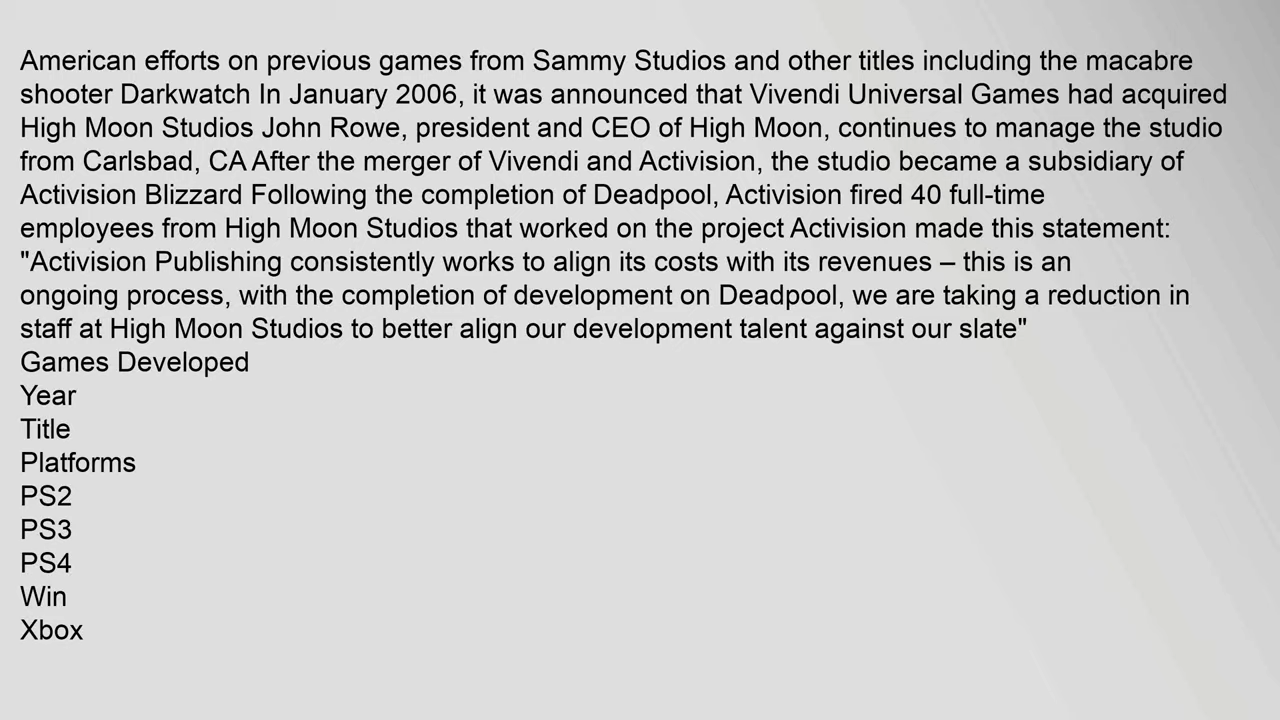 American efforts on previous games from Sammy Studios and other titles including the macabre
shooter Darkwatch In January 2006, it was announced that Vivendi Universal Games had acquired
High Moon Studios John Rowe, president and CEO of High Moon, continues to manage the studio
from Carlsbad, CA After the merger of Vivendi and Activision, the studio became a subsidiary of
Activision Blizzard Following the completion of Deadpool, Activision fired 40 full-time
employees from High Moon Studios that worked on the project Activision made this statement:
"Activision Publishing consistently works to align its costs with its revenues – this is an
ongoing process, with the completion of development on Deadpool, we are taking a reduction in
staff at High Moon Studios to better align our development talent against our slate"
Games Developed
Year
Title
Platforms
PS2
PS3
PS4
Win
Xbox